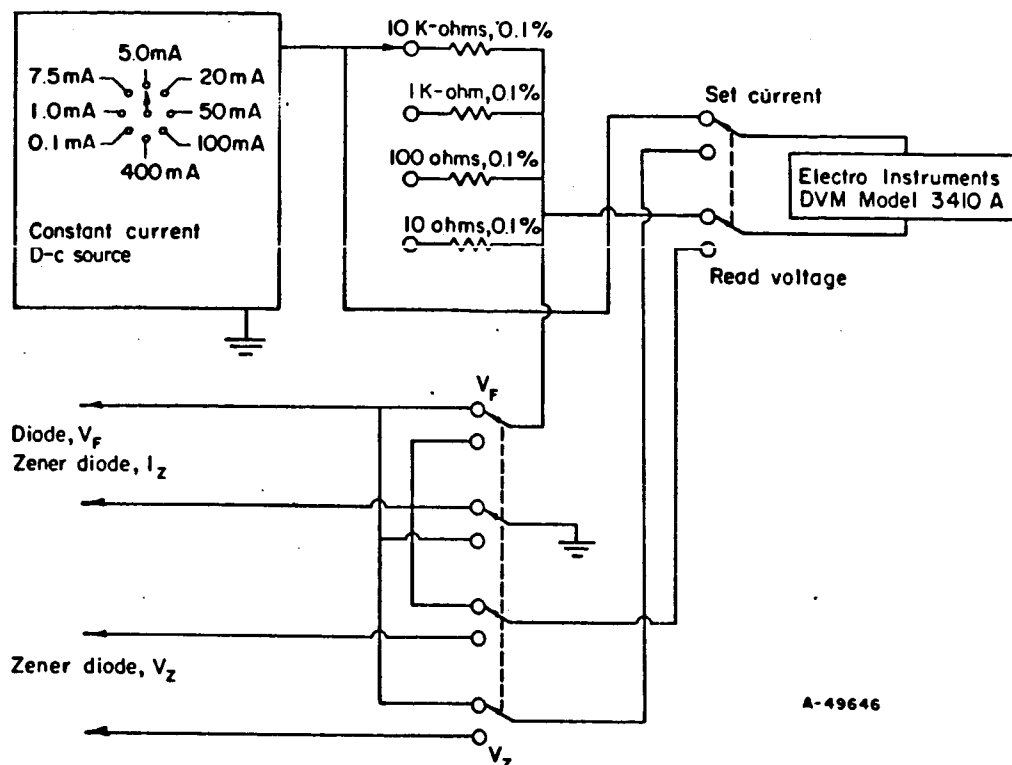 5.0mA
7.5mA
20mA
1.0mA
50mA
0.1mA
100mA
400mA
Constant current
D-c source
10 K-ohms, 0.1%
1K-ohm, 0.1%
100 ohms, 0.1%
10 ohms, 0.1%
Set current
Electro Instruments
DVM Model 3410 A
Read voltage
V_F
Diode, V_F
Zener diode, I_Z
Zener diode, V_Z
V_Z
A-49646